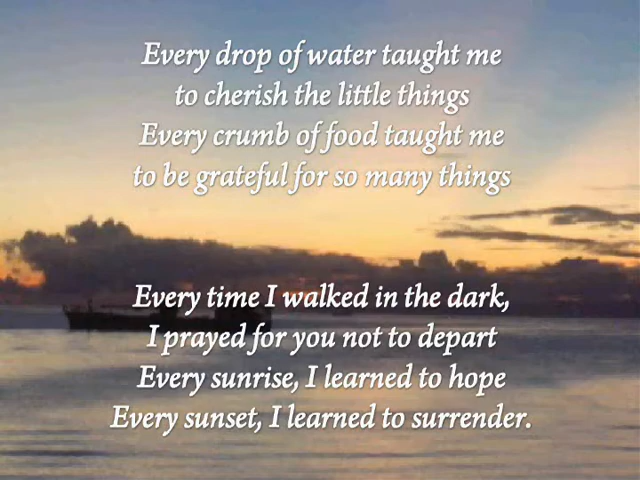 Every drop of water taught me
to cherish the little things
Every crumb of food taught me
to be grateful for so many things
Every time I walked in the dark,
I prayed for you not to depart
Every sunrise, I learned to hope
Every sunset, I learned to surrender.